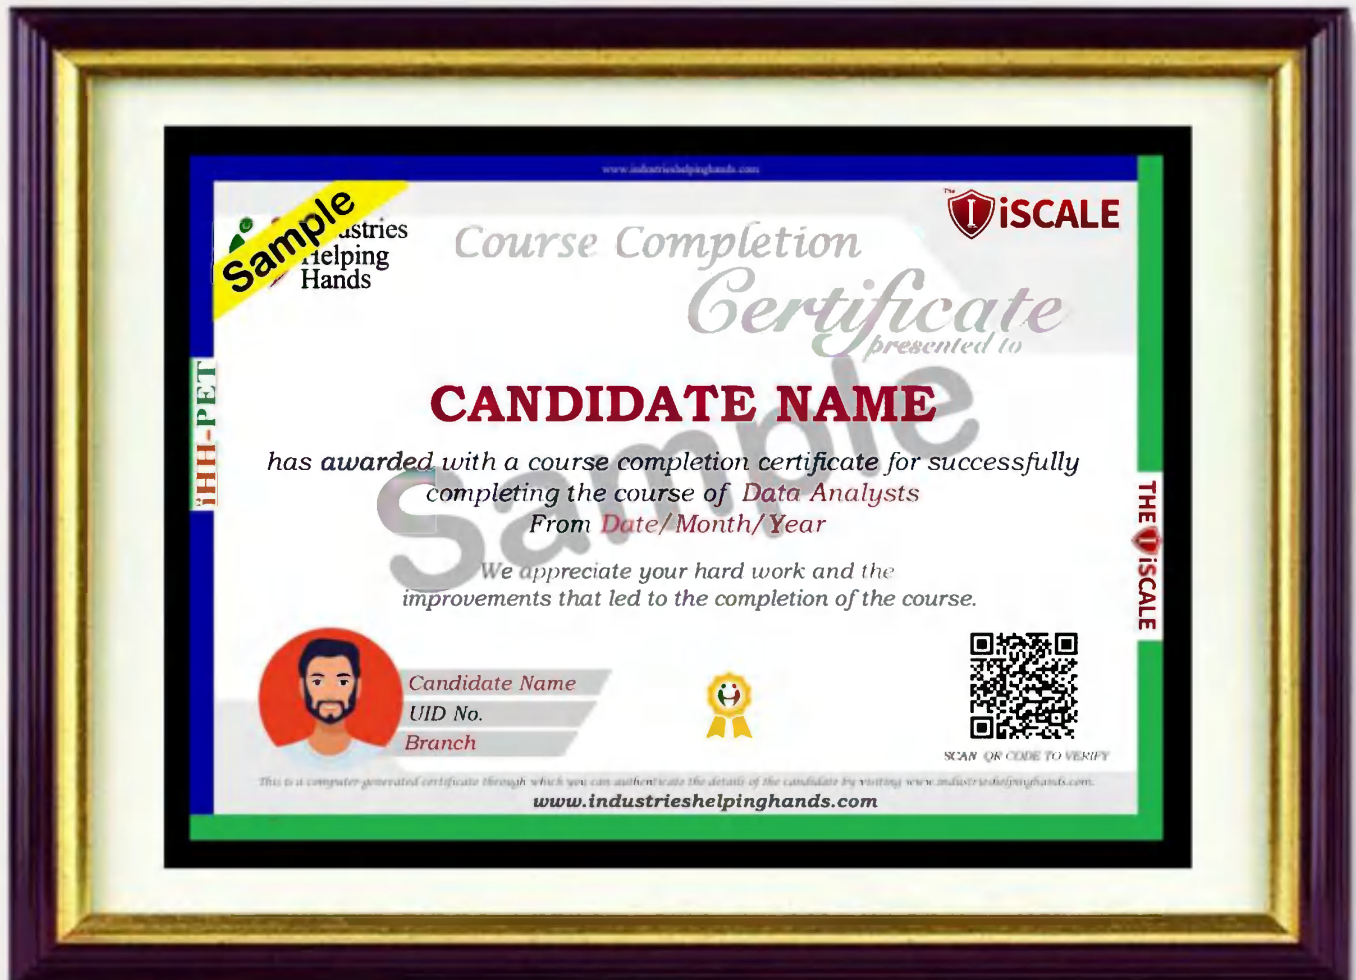 www.industrieshelpinghands.com
Sample
ustries
Helping
Hands
The
iSCALE
Course Completion
Certificate
presented to
CANDIDATE NAME
has awarded with a course completion certificate for successfully
completing the course of Data Analysts
From Date/Month/Year
Sample
We appreciate your hard work and the
improvements that led to the completion of the course.
iHH-PET
THE iSCALE
Candidate Name
UID No.
Branch
SCAN QR CODE TO VERIFY
This is a computer generated certificate through which you can authenticate the details of the candidate by visiting www.industrieshelpinghands.com.
www.industrieshelpinghands.com